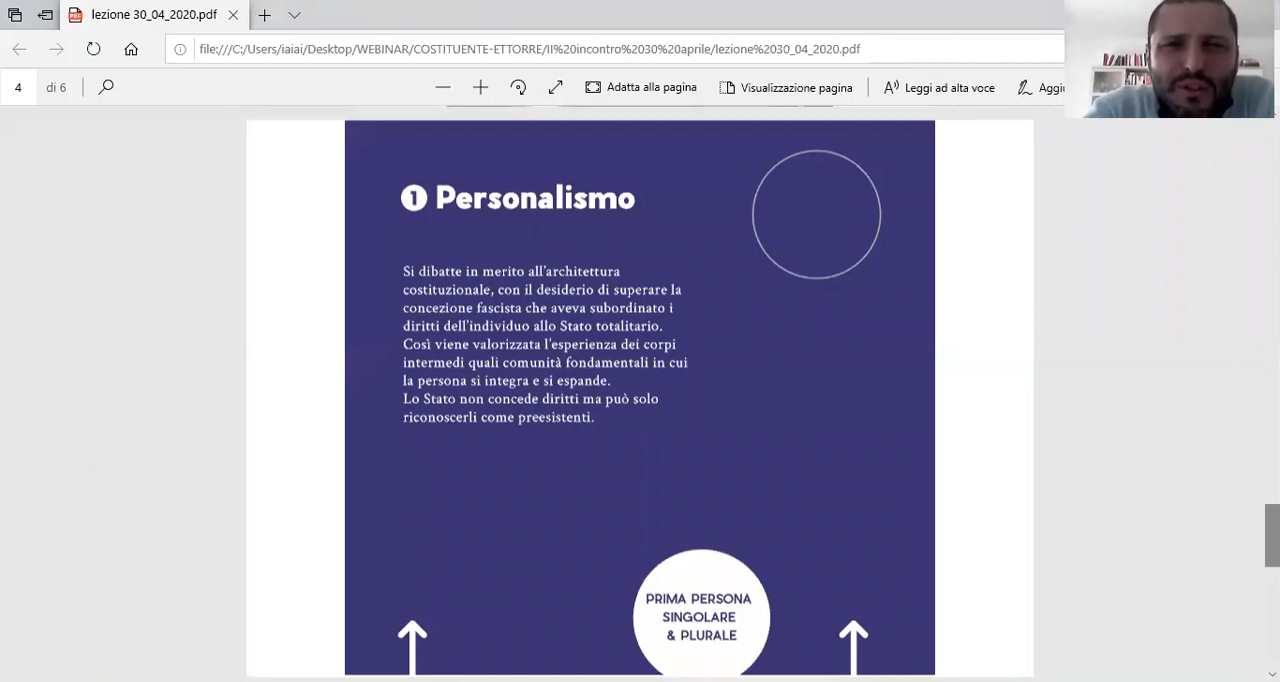 lezione 30_04_2020.pdf
file:///C:/Users/iaiai/Desktop/WEBINAR/COSTITUENTE-ETTORRE/II%20incontro%2030%20aprile/lezione%2030_04_2020.pdf
4 di 6 Adatta alla pagina Visualizzazione pagina Leggi ad alta voce Aggiu
1 Personalismo
Si dibatte in merito all'architettura
costituzionale, con il desiderio di superare la
concezione fascista che aveva subordinato i
diritti dell'individuo allo Stato totalitario.
Così viene valorizzata l'esperienza dei corpi
intermedi quali comunità fondamentali in cui
la persona si integra e si espande.
Lo Stato non concede diritti ma può solo
riconoscerli come preesistenti.
PRIMA PERSONA
SINGOLARE
& PLURALE